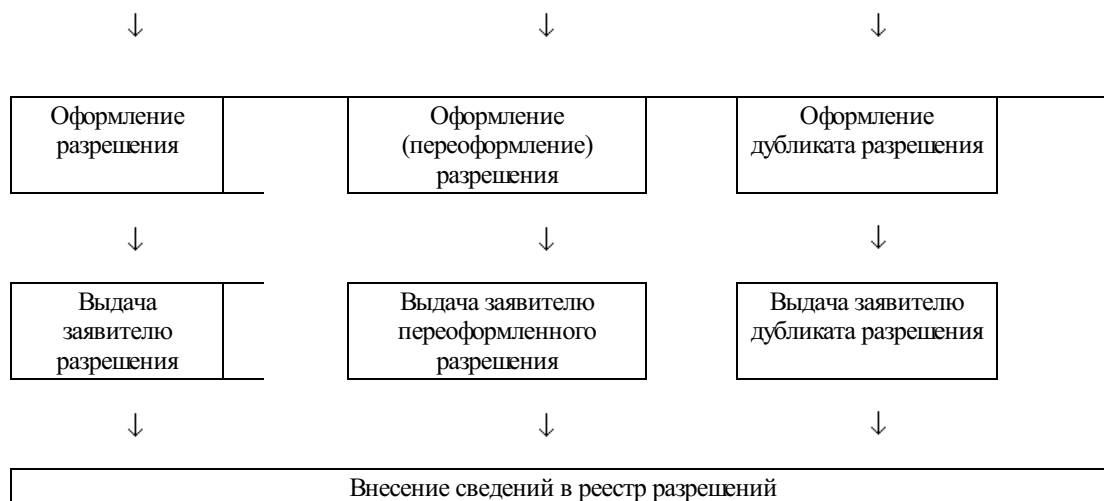 ↓ ↓ ↓
Оформление
разрешения
Оформление
(переоформление)
разрешения
Оформление
дубликата разрешения
↓ ↓ ↓
Выдача
заявителю
разрешения
Выдача заявителю
переоформленного
разрешения
Выдача заявителю
дубликата разрешения
↓ ↓ ↓
Внесение сведений в реестр разрешений